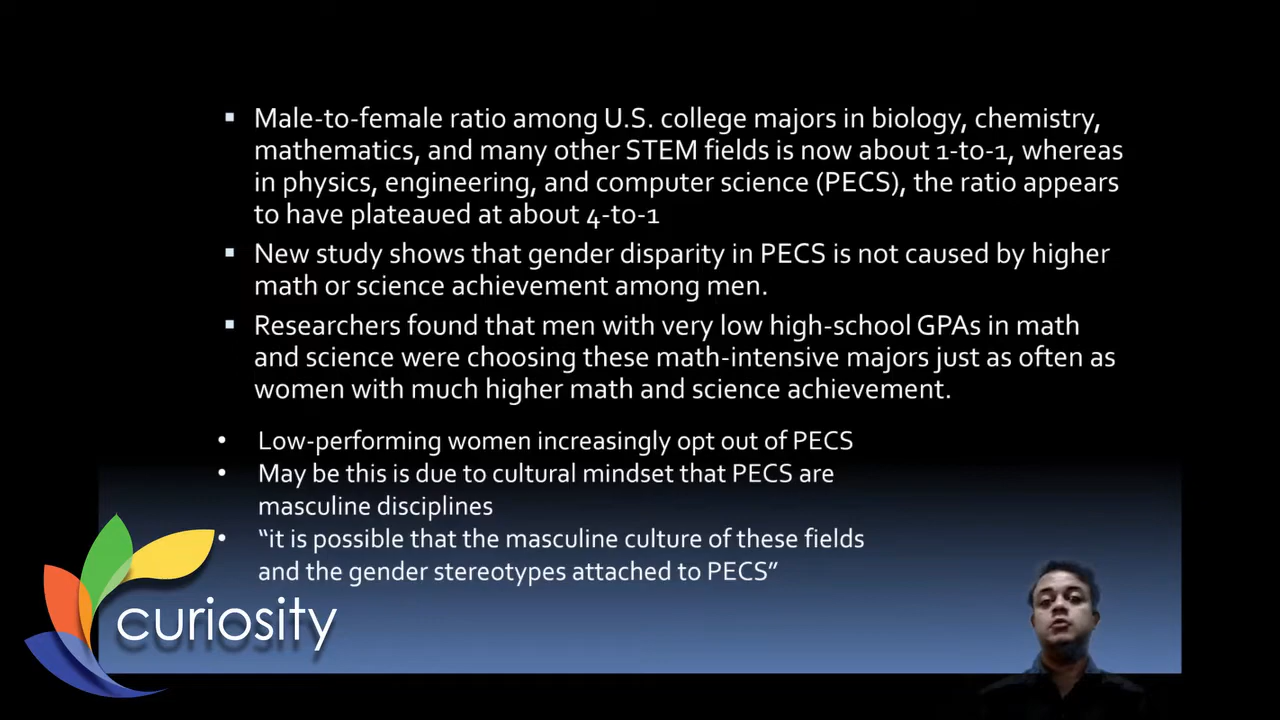 ▪ Male-to-female ratio among U.S. college majors in biology, chemistry,
mathematics, and many other STEM fields is now about 1-to-1, whereas
in physics, engineering, and computer science (PECS), the ratio appears
to have plateaued at about 4-to-1
▪ New study shows that gender disparity in PECS is not caused by higher
math or science achievement among men.
▪ Researchers found that men with very low high-school GPAs in math
and science were choosing these math-intensive majors just as often as
women with much higher math and science achievement.
• Low-performing women increasingly opt out of PECS
• May be this is due to cultural mindset that PECS are
masculine disciplines
• “it is possible that the masculine culture of these fields
and the gender stereotypes attached to PECS”
curiosity